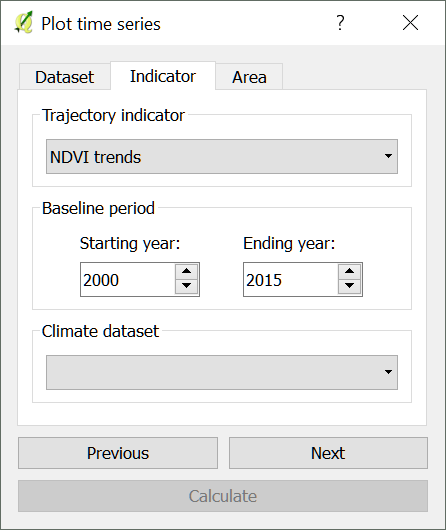 Plot time series ?
Dataset Indicator Area
Trajectory indicator
NDVI trends
Baseline period
Starting year: Ending year:
2000 2015
Climate dataset
Previous Next
Calculate